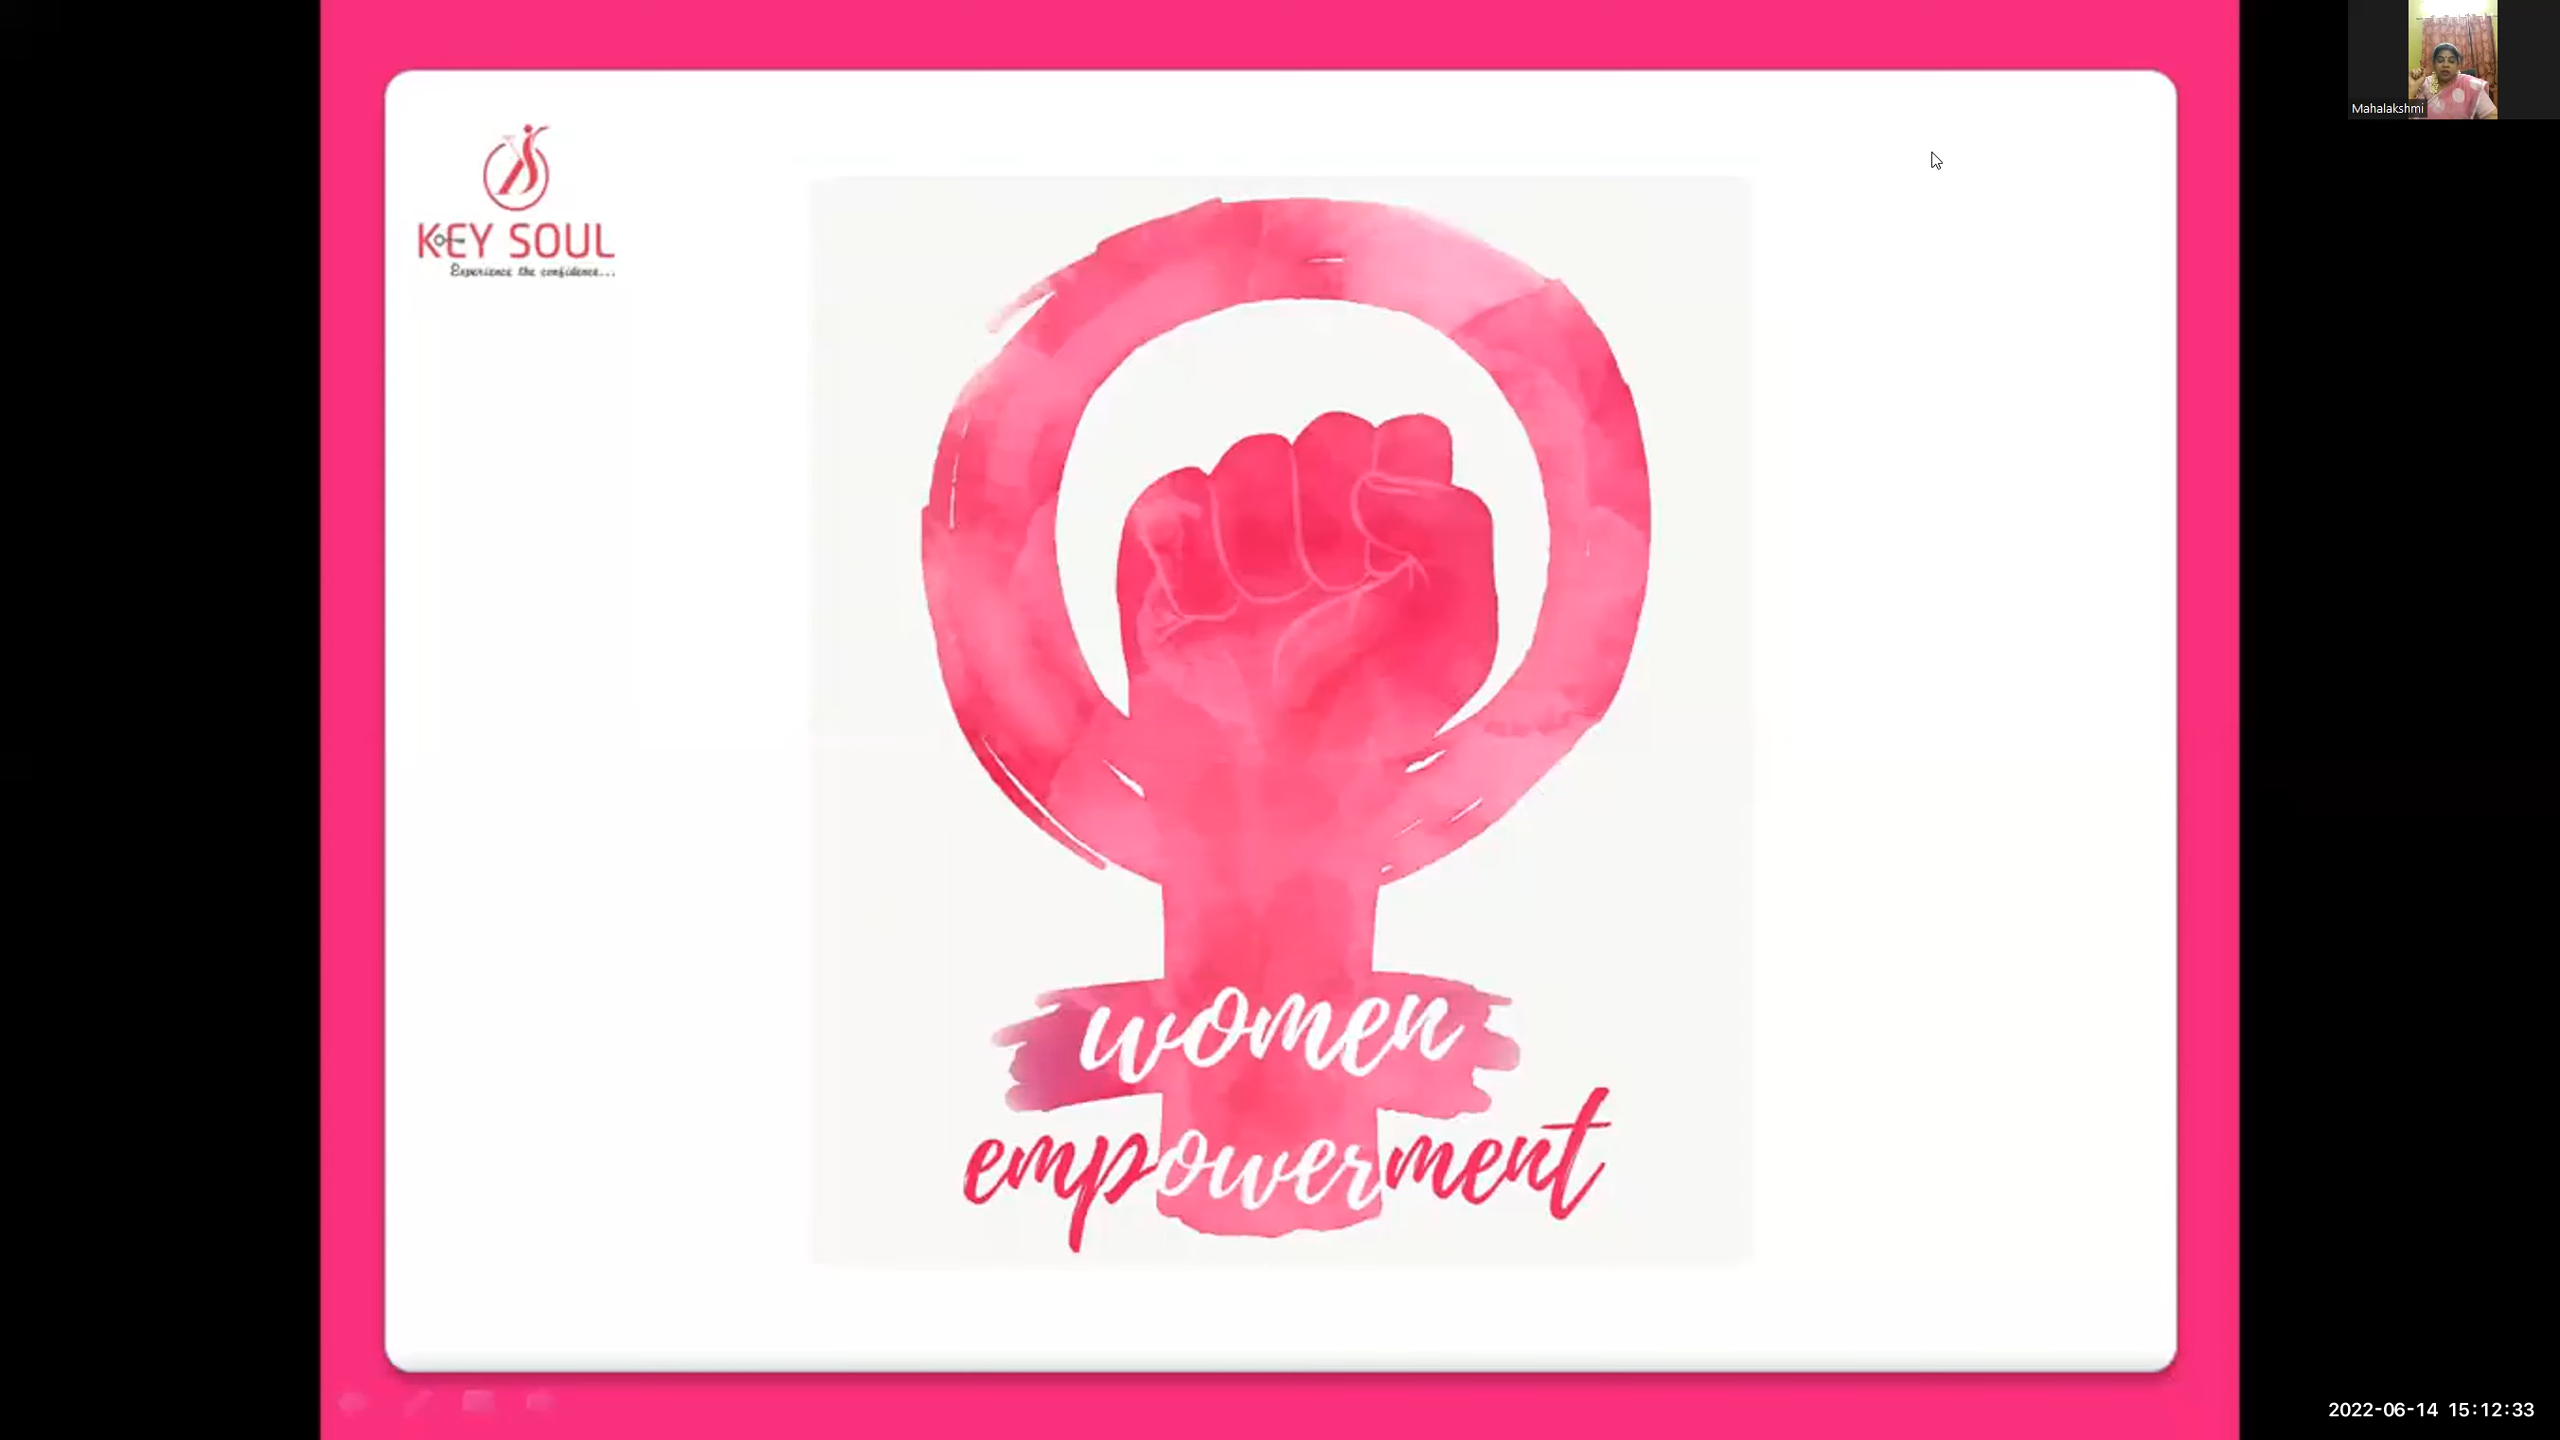 Mahalakshmi
KEY SOUL
Experience the confidence...
women
empowerment
2022-06-14 15:12:33